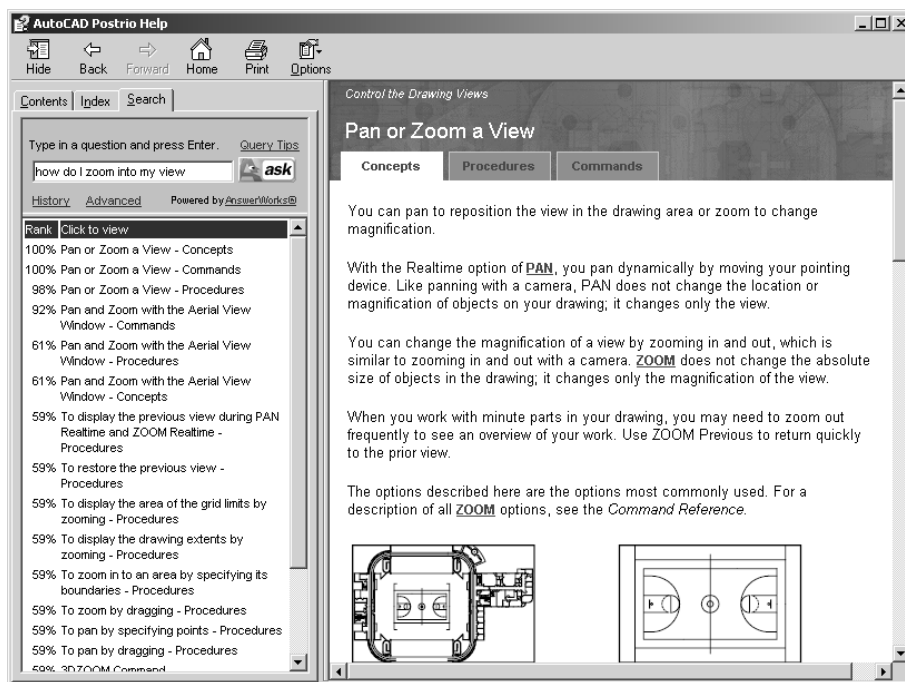 AutoCAD Postrio Help
Hide Back Forward Home Print Options
Contents Index Search
Type in a question and press Enter. Query Tips
how do I zoom into my view ask
History Advanced Powered by AnswerWorks®
Rank Click to view
100% Pan or Zoom a View - Concepts
100% Pan or Zoom a View - Commands
98% Pan or Zoom a View - Procedures
92% Pan and Zoom with the Aerial View
Window - Commands
61% Pan and Zoom with the Aerial View
Window - Procedures
61% Pan and Zoom with the Aerial View
Window - Concepts
59% To display the previous view during PAN
Realtime and ZOOM Realtime -
Procedures
59% To restore the previous view -
Procedures
59% To display the area of the grid limits by
zooming - Procedures
59% To display the drawing extents by
zooming - Procedures
59% To zoom in to an area by specifying its
boundaries - Procedures
59% To zoom by dragging - Procedures
59% To pan by specifying points - Procedures
59% To pan by dragging - Procedures
59% 3DZOOM Command
Control the Drawing Views
Pan or Zoom a View
Concepts Procedures Commands
You can pan to reposition the view in the drawing area or zoom to change
magnification.
With the Realtime option of PAN, you pan dynamically by moving your pointing
device. Like panning with a camera, PAN does not change the location or
magnification of objects on your drawing; it changes only the view.
You can change the magnification of a view by zooming in and out, which is
similar to zooming in and out with a camera. ZOOM does not change the absolute
size of objects in the drawing; it changes only the magnification of the view.
When you work with minute parts in your drawing, you may need to zoom out
frequently to see an overview of your work. Use ZOOM Previous to return quickly
to the prior view.
The options described here are the options most commonly used. For a
description of all ZOOM options, see the Command Reference.